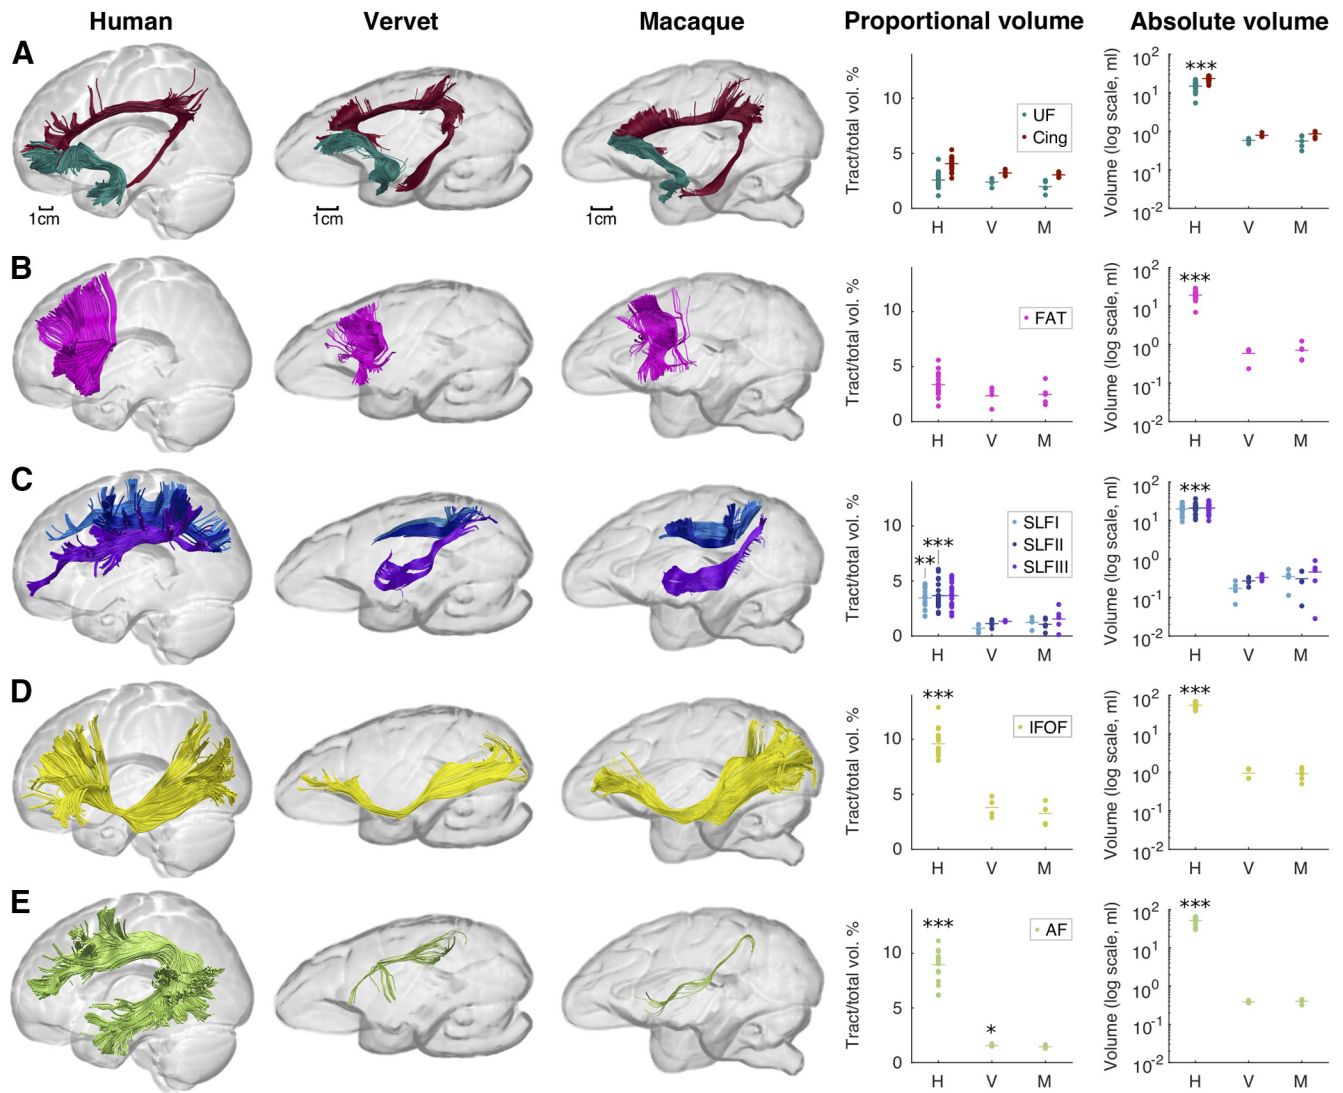 Human Vervet Macaque Proportional volume Absolute volume
A
1cm 1cm 1cm
Tract/total vol. %
10
5
0
H V M
UF
Cing
Volume (log scale, ml)
***
10^2
10^1
10^0
10^-1
10^-2
H V M
B
Tract/total vol. %
10
5
0
H V M
FAT
Volume (log scale, ml)
***
10^2
10^1
10^0
10^-1
10^-2
H V M
C
Tract/total vol. %
10
5
0
***
**
H V M
SLFI
SLFII
SLFIII
Volume (log scale, ml)
***
10^2
10^1
10^0
10^-1
10^-2
H V M
D
Tract/total vol. %
***
10
5
0
H V M
IFOF
Volume (log scale, ml)
***
10^2
10^1
10^0
10^-1
10^-2
H V M
E
Tract/total vol. %
***
10
5
*
0
H V M
AF
Volume (log scale, ml)
***
10^2
10^1
10^0
10^-1
10^-2
H V M